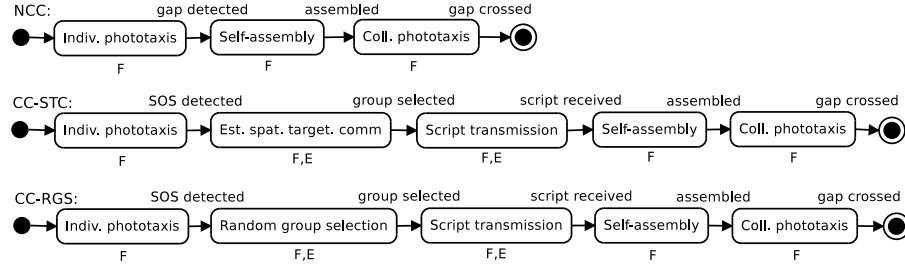 NCC: gap detected assembled gap crossed
Indiv. phototaxis Self-assembly Coll. phototaxis
F F F
CC-STC: SOS detected group selected script received assembled gap crossed
Indiv. phototaxis Est. spat. target. comm Script transmission Self-assembly Coll. phototaxis
F F,E F,E F F
CC-RGS: SOS detected group selected script received assembled gap crossed
Indiv. phototaxis Random group selection Script transmission Self-assembly Coll. phototaxis
F F,E F,E F F